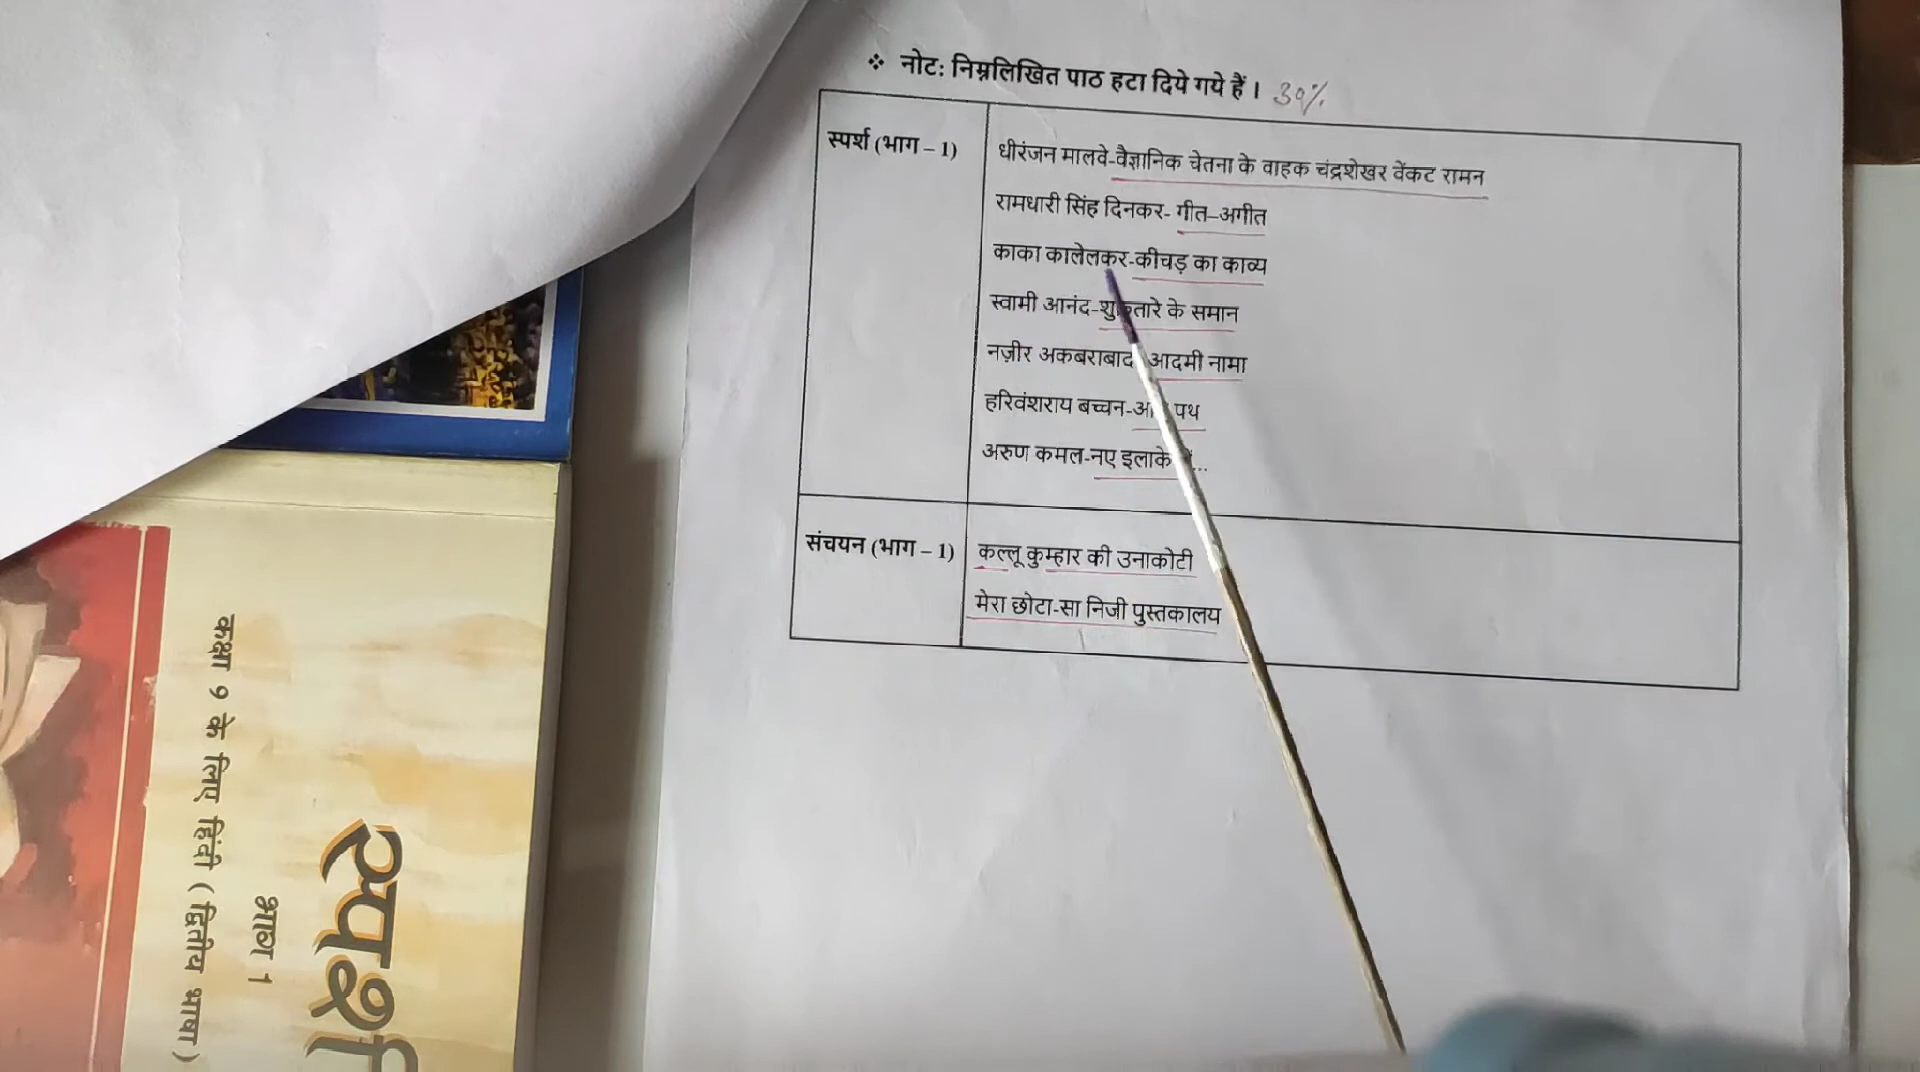 ❖ नोट: निम्नलिखित पाठ हटा दिये गये हैं। 30%
स्पर्श (भाग – 1)
धीरंजन मालवे-वैज्ञानिक चेतना के वाहक चंद्रशेखर वेंकट रामन
रामधारी सिंह दिनकर- गीत–अगीत
काका कालेलकर-कीचड़ का काव्य
स्वामी आनंद-शुक्रतारे के समान
नज़ीर अकबराबादी आदमी नामा
हरिवंशराय बच्चन- पथ
अरुण कमल-नए इलाके ...
संचयन (भाग – 1)
कल्लू कुम्हार की उनाकोटी
मेरा छोटा-सा निजी पुस्तकालय
स्पर्श
भाग 1
कक्षा 9 के लिए हिंदी ( द्वितीय भाषा )